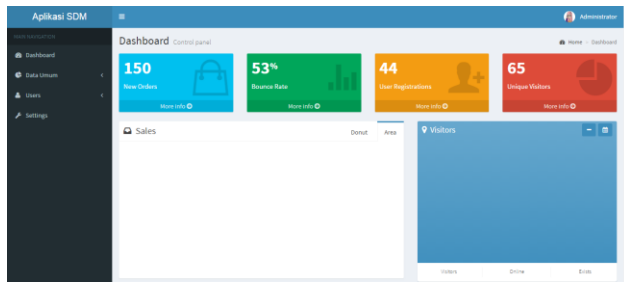 Aplikasi SDM
Administrator
MAIN NAVIGATION
Dashboard
Data Umum
Users
Settings
Dashboard Control panel
Home > Dashboard
150
New Orders
More info
53%
Bounce Rate
More info
44
User Registrations
More info
65
Unique Visitors
More info
Sales
Donut Area
Visitors
Visitors Online Exists